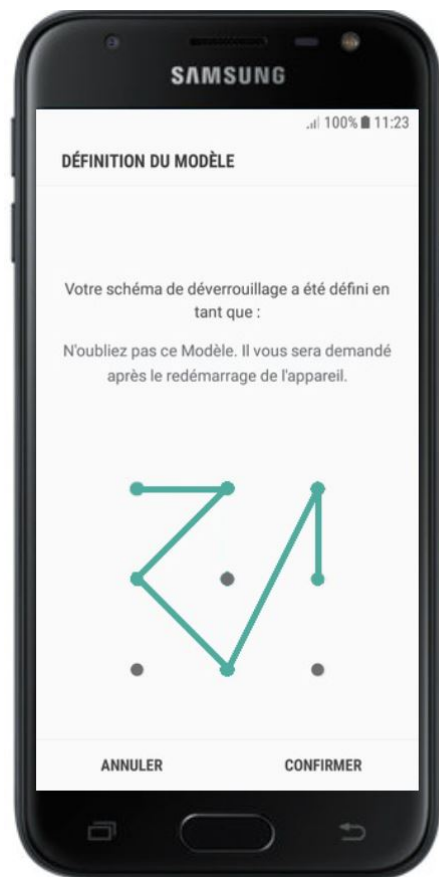 SAMSUNG
100% 11:23
DÉFINITION DU MODÈLE
Votre schéma de déverrouillage a été défini en
tant que :
N'oubliez pas ce Modèle. Il vous sera demandé
après le redémarrage de l'appareil.
ANNULER CONFIRMER